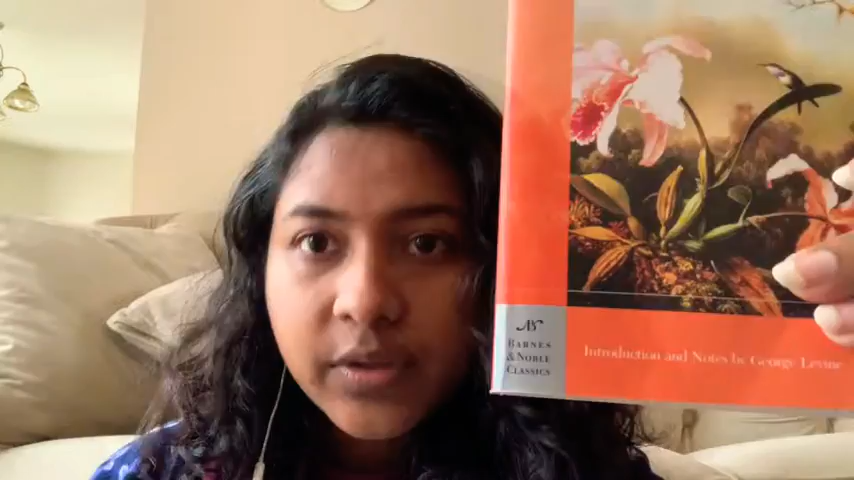 BARNES
& NOBLE
CLASSICS
Introduction and Notes by George Levine